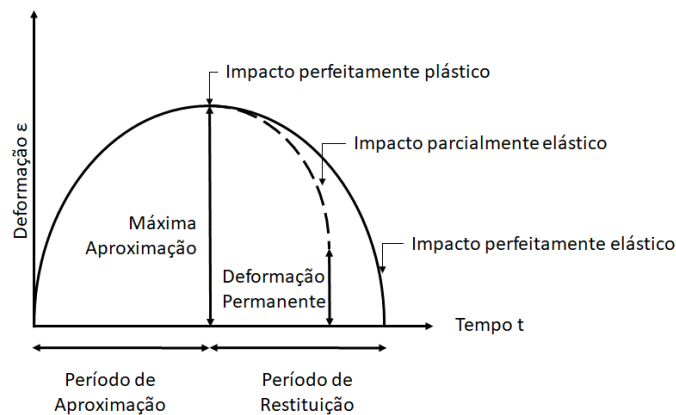 Deformação ε
Impacto perfeitamente plástico
Impacto parcialmente elástico
Máxima
Aproximação
Impacto perfeitamente elástico
Deformação
Permanente
Tempo t
Período de
Aproximação
Período de
Restituição